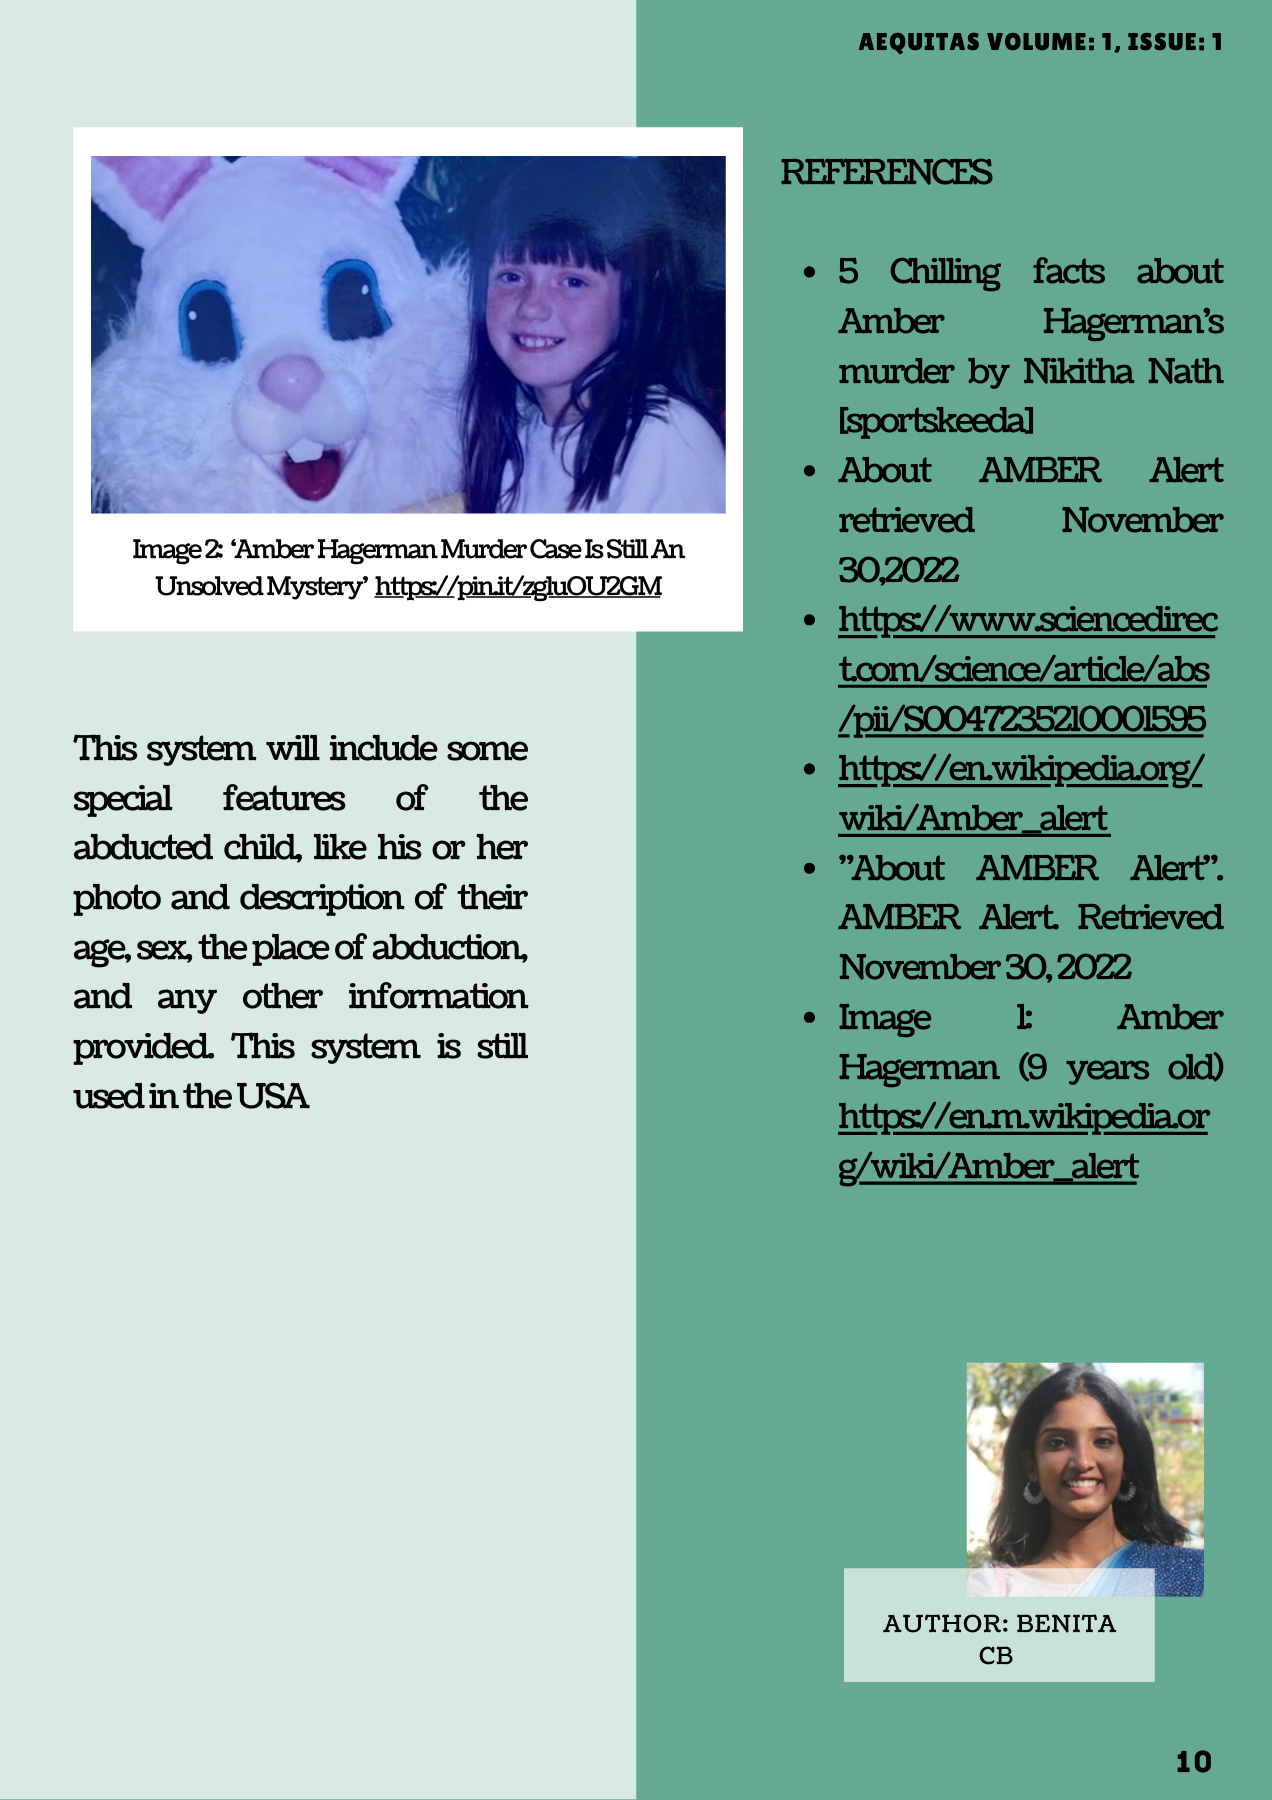 AEQUITAS VOLUME: 1, ISSUE: 1
Image 2: ‘Amber Hagerman Murder Case Is Still An
Unsolved Mystery’ https://pin.it/zgluOU2GM
This system will include some
special features of the
abducted child, like his or her
photo and description of their
age, sex, the place of abduction,
and any other information
provided. This system is still
used in the USA
REFERENCES
• 5 Chilling facts about
Amber Hagerman’s
murder by Nikitha Nath
[sportskeeda]
• About AMBER Alert
retrieved November
30,2022
• https://www.sciencedirec
t.com/science/article/abs
/pii/S0047235210001595
• https://en.wikipedia.org/
wiki/Amber_alert
• ”About AMBER Alert”.
AMBER Alert. Retrieved
November 30, 2022
• Image 1: Amber
Hagerman (9 years old)
https://en.m.wikipedia.or
g/wiki/Amber_alert
AUTHOR: BENITA
CB
10